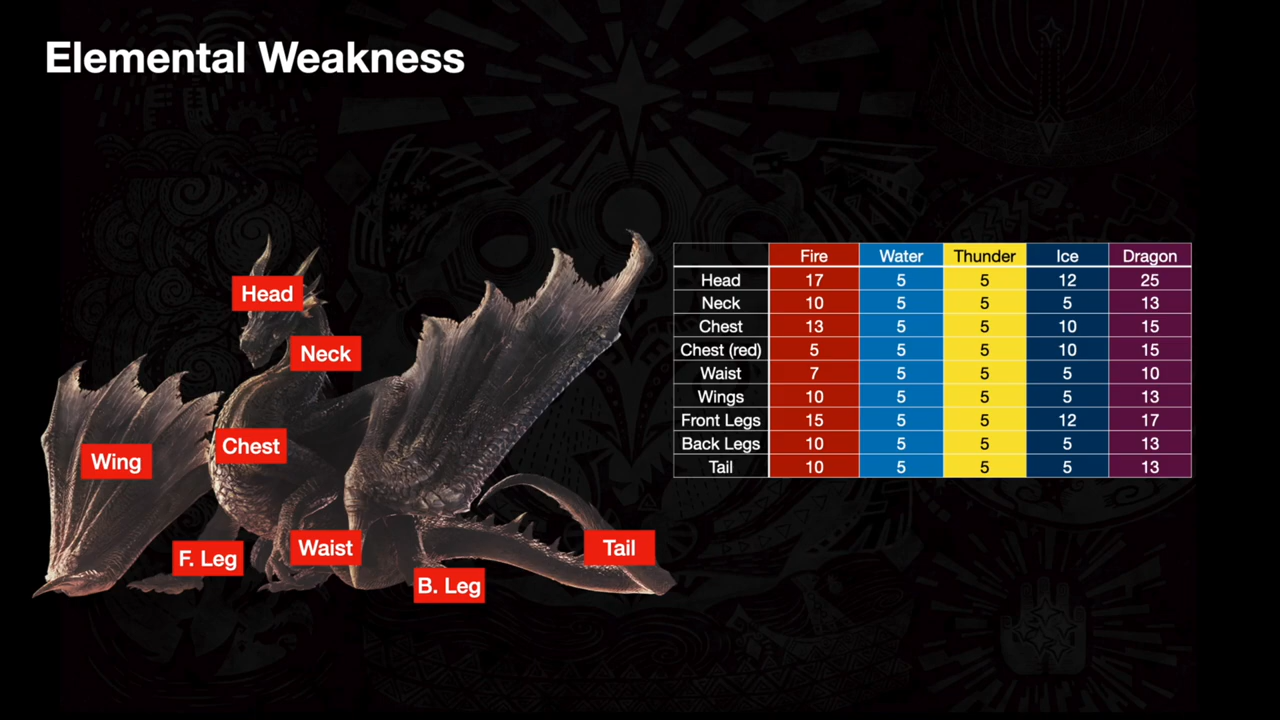 Elemental Weakness
Head
Neck
Chest
Wing
F. Leg
Waist
B. Leg
Tail
Fire Water Thunder Ice Dragon
Head 17 5 5 12 25
Neck 10 5 5 5 13
Chest 13 5 5 10 15
Chest (red) 5 5 5 10 15
Waist 7 5 5 5 10
Wings 10 5 5 5 13
Front Legs 15 5 5 12 17
Back Legs 10 5 5 5 13
Tail 10 5 5 5 13